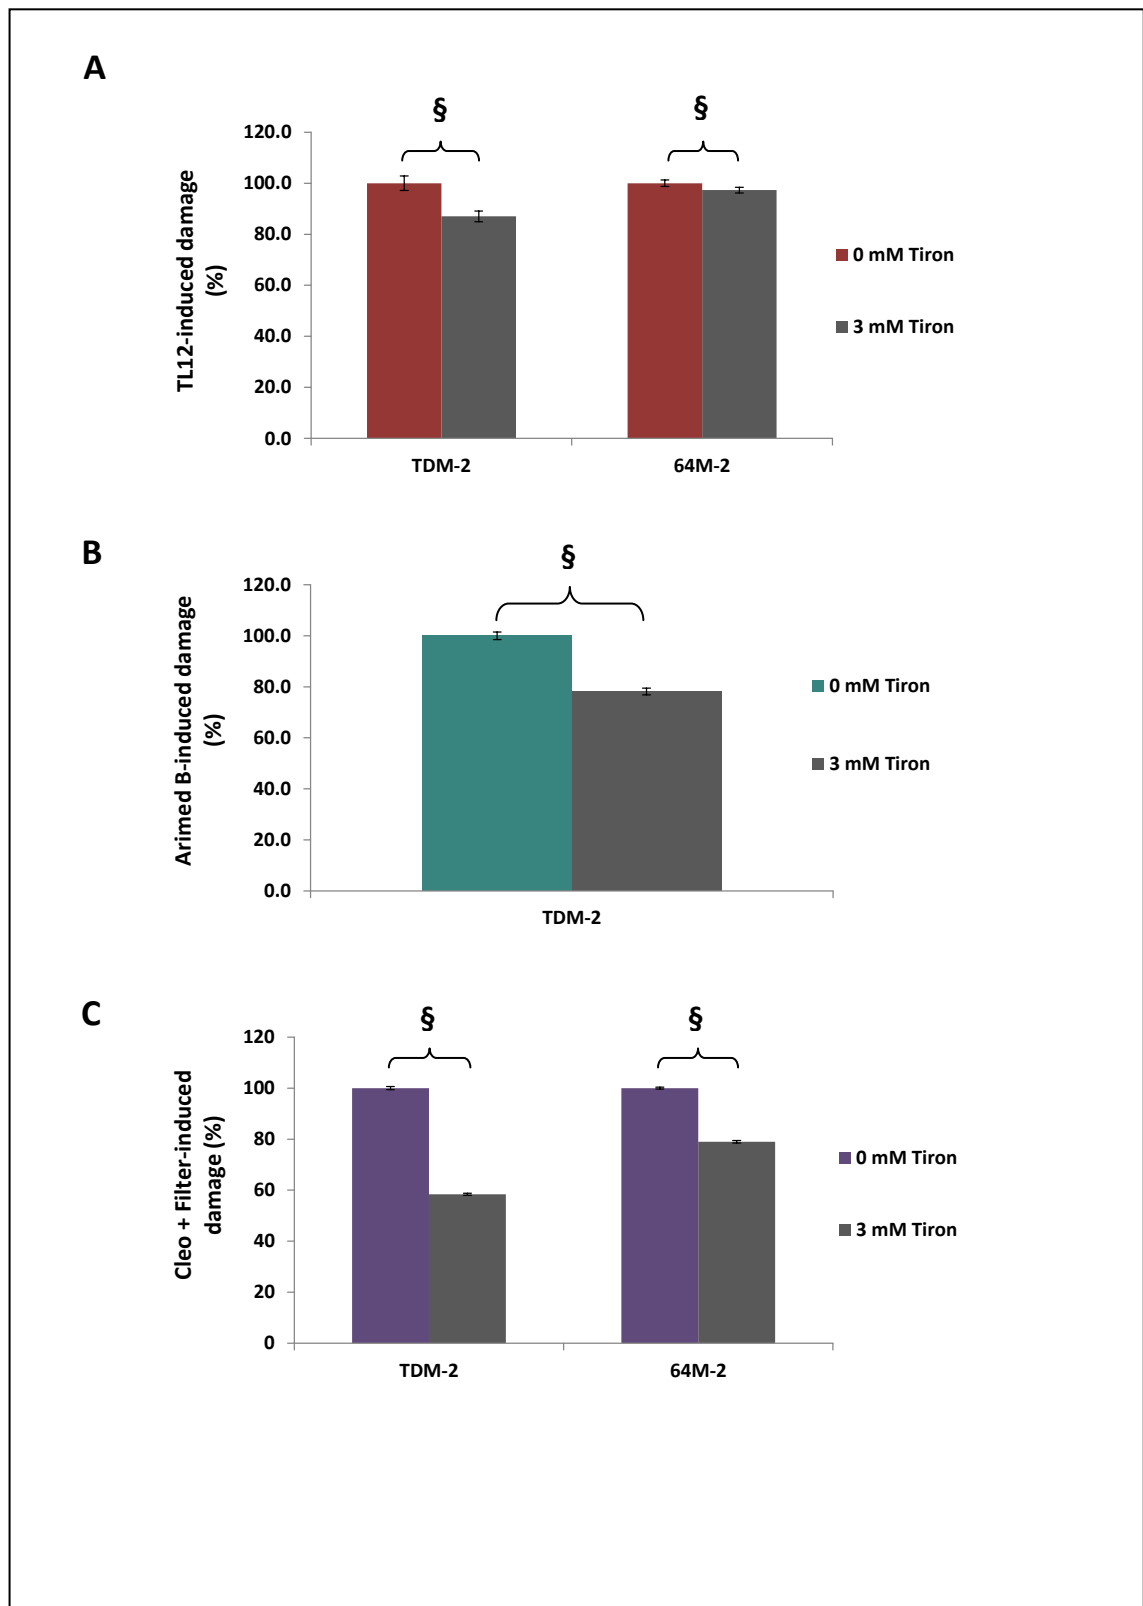 A
§ §
120.0
100.0
80.0
60.0
40.0
20.0
0.0
TL12-induced damage
(%)
TDM-2 64M-2
0 mM Tiron
3 mM Tiron
B
§
120.0
100.0
80.0
60.0
40.0
20.0
0.0
Arimed B-induced damage
(%)
TDM-2
0 mM Tiron
3 mM Tiron
C
§ §
120
100
80
60
40
20
0
Cleo + Filter-induced
damage (%)
TDM-2 64M-2
0 mM Tiron
3 mM Tiron